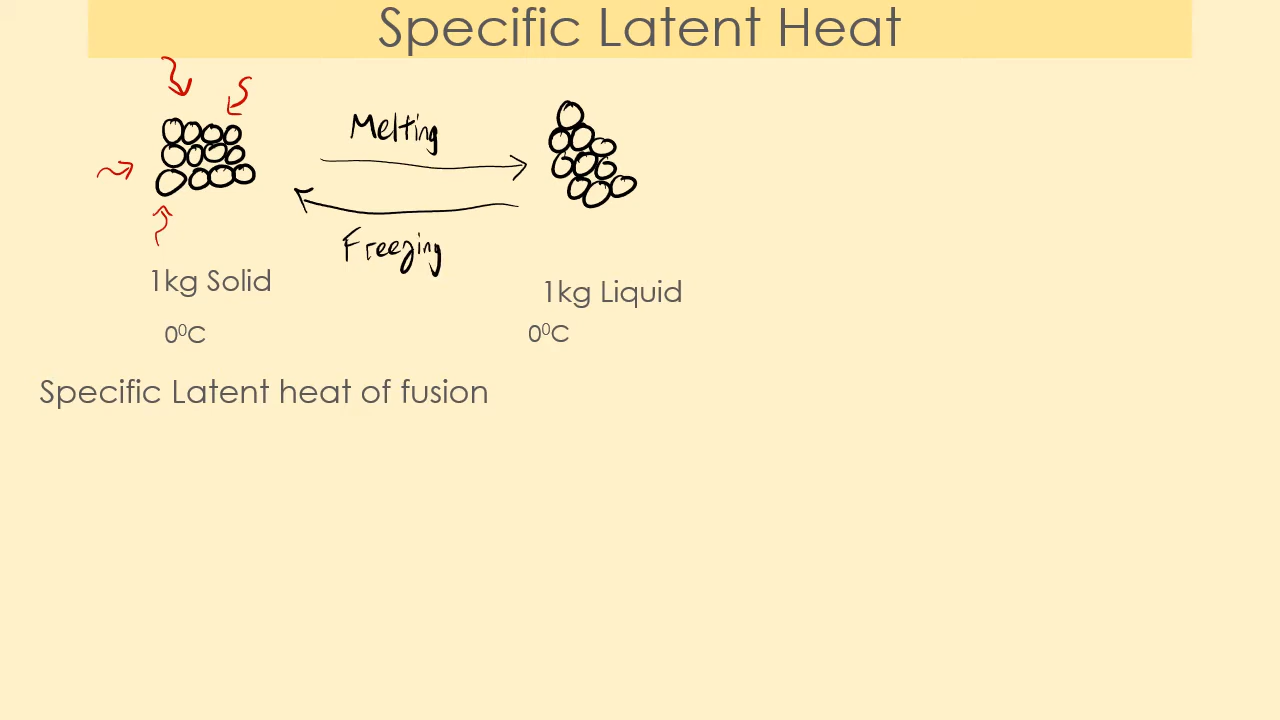 Specific Latent Heat
Melting
Freezing
1kg Solid
1kg Liquid
0⁰C
0⁰C
Specific Latent heat of fusion